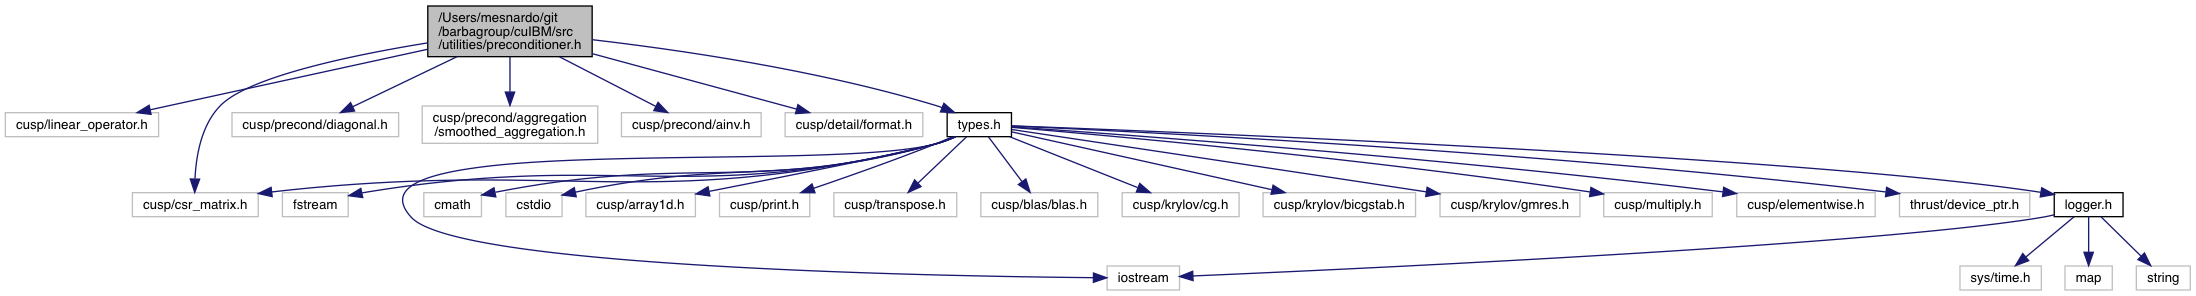 /Users/mesnardo/git
/barbagroup/cuIBM/src
/utilities/preconditioner.h
cusp/linear_operator.h
cusp/precond/diagonal.h
cusp/precond/aggregation
/smoothed_aggregation.h
cusp/precond/ainv.h
cusp/detail/format.h
types.h
cusp/csr_matrix.h
fstream
cmath
cstdio
cusp/array1d.h
cusp/print.h
cusp/transpose.h
cusp/blas/blas.h
cusp/krylov/cg.h
cusp/krylov/bicgstab.h
cusp/krylov/gmres.h
cusp/multiply.h
cusp/elementwise.h
thrust/device_ptr.h
logger.h
iostream
sys/time.h
map
string